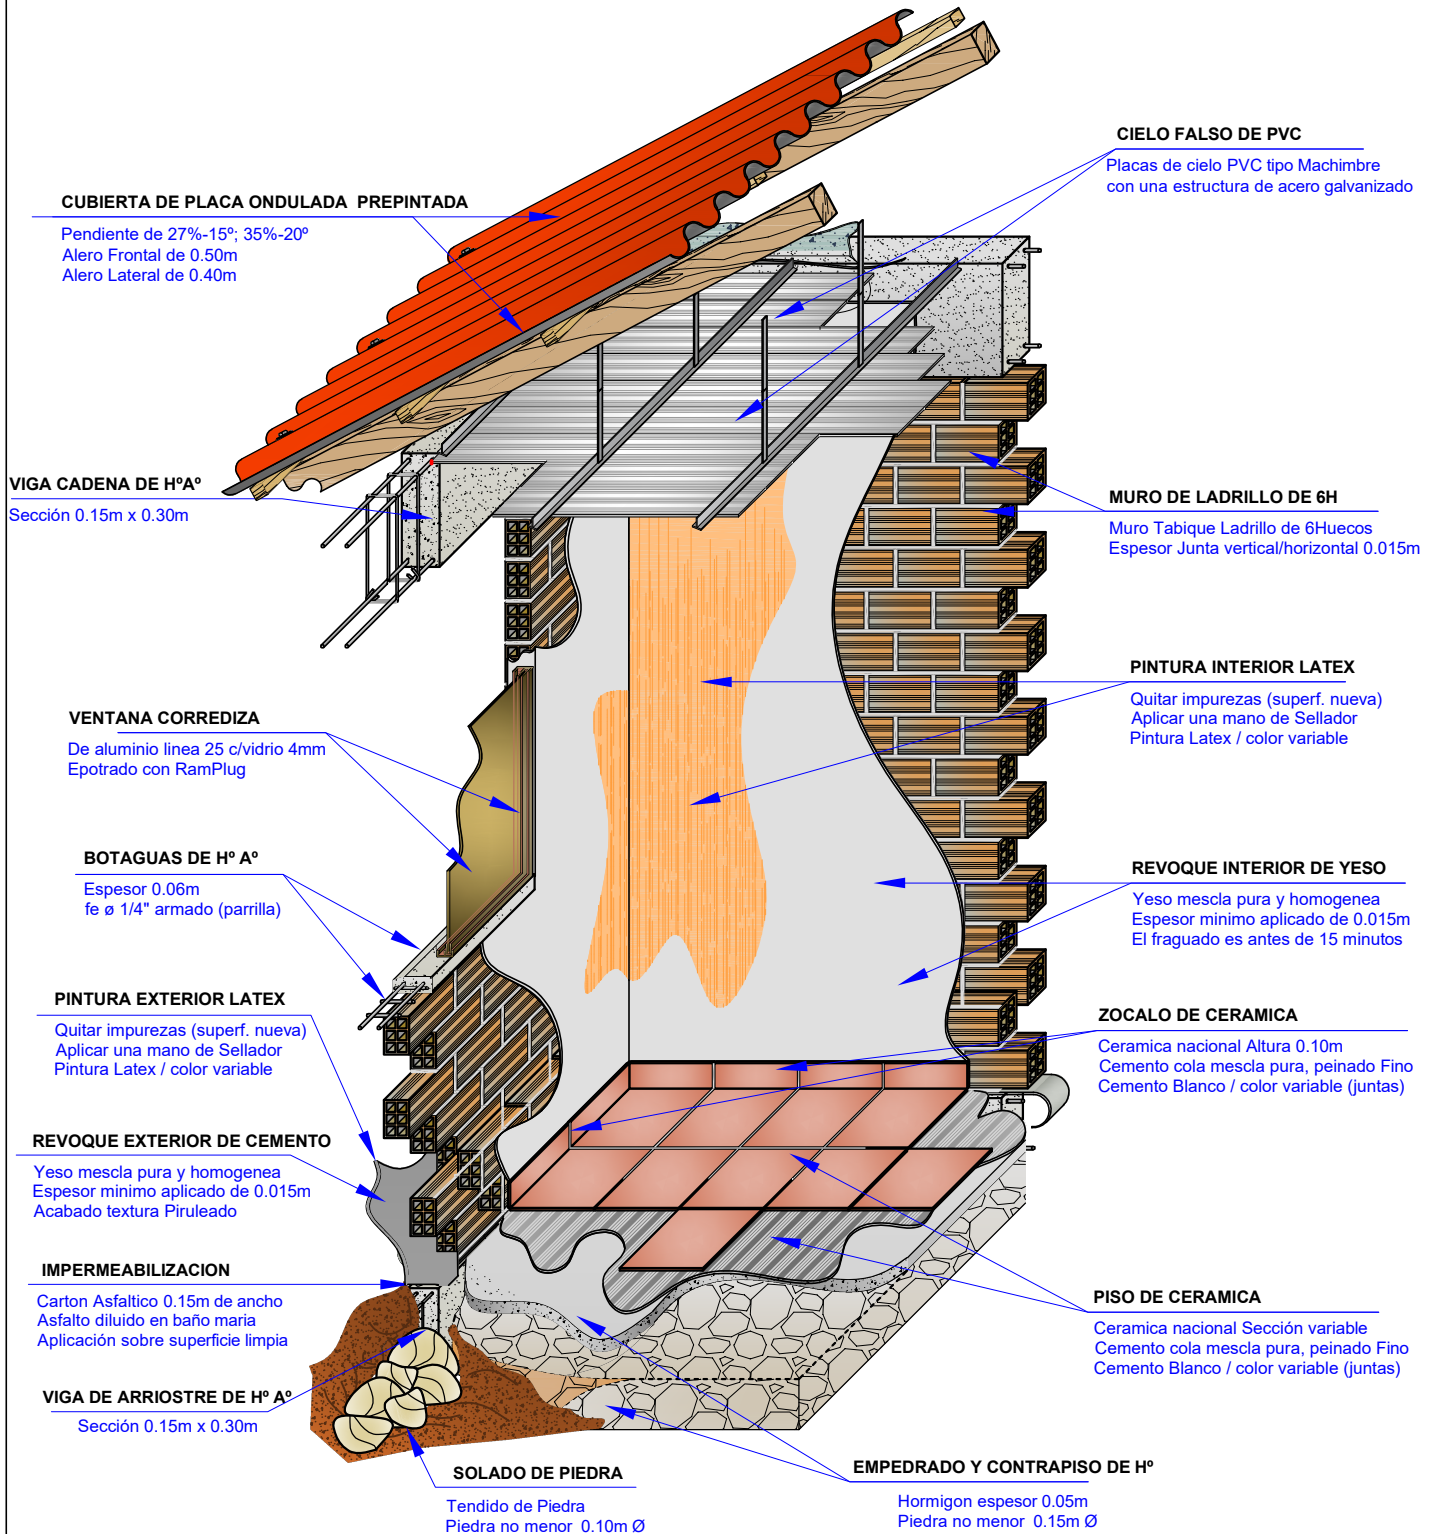 CUBIERTA DE PLACA ONDULADA PREPINTADA
Pendiente de 27%-15º; 35%-20º
Alero Frontal de 0.50m
Alero Lateral de 0.40m
VIGA CADENA DE HºAº
Sección 0.15m x 0.30m
VENTANA CORREDIZA
De aluminio linea 25 c/vidrio 4mm
Epotrado con RamPlug
BOTAGUAS DE Hº Aº
Espesor 0.06m
fe ø 1/4" armado (parrilla)
PINTURA EXTERIOR LATEX
Quitar impurezas (superf. nueva)
Aplicar una mano de Sellador
Pintura Latex / color variable
REVOQUE EXTERIOR DE CEMENTO
Yeso mescla pura y homogenea
Espesor minimo aplicado de 0.015m
Acabado textura Piruleado
IMPERMEABILIZACION
Carton Asfaltico 0.15m de ancho
Asfalto diluido en baño maria
Aplicación sobre superficie limpia
VIGA DE ARRIOSTRE DE Hº Aº
Sección 0.15m x 0.30m
SOLADO DE PIEDRA
Tendido de Piedra
Piedra no menor 0.10m Ø
CIELO FALSO DE PVC
Placas de cielo PVC tipo Machimbre
con una estructura de acero galvanizado
MURO DE LADRILLO DE 6H
Muro Tabique Ladrillo de 6Huecos
Espesor Junta vertical/horizontal 0.015m
PINTURA INTERIOR LATEX
Quitar impurezas (superf. nueva)
Aplicar una mano de Sellador
Pintura Latex / color variable
REVOQUE INTERIOR DE YESO
Yeso mescla pura y homogenea
Espesor minimo aplicado de 0.015m
El fraguado es antes de 15 minutos
ZOCALO DE CERAMICA
Ceramica nacional Altura 0.10m
Cemento cola mescla pura, peinado Fino
Cemento Blanco / color variable (juntas)
PISO DE CERAMICA
Ceramica nacional Sección variable
Cemento cola mescla pura, peinado Fino
Cemento Blanco / color variable (juntas)
EMPEDRADO Y CONTRAPISO DE Hº
Hormigon espesor 0.05m
Piedra no menor 0.15m Ø